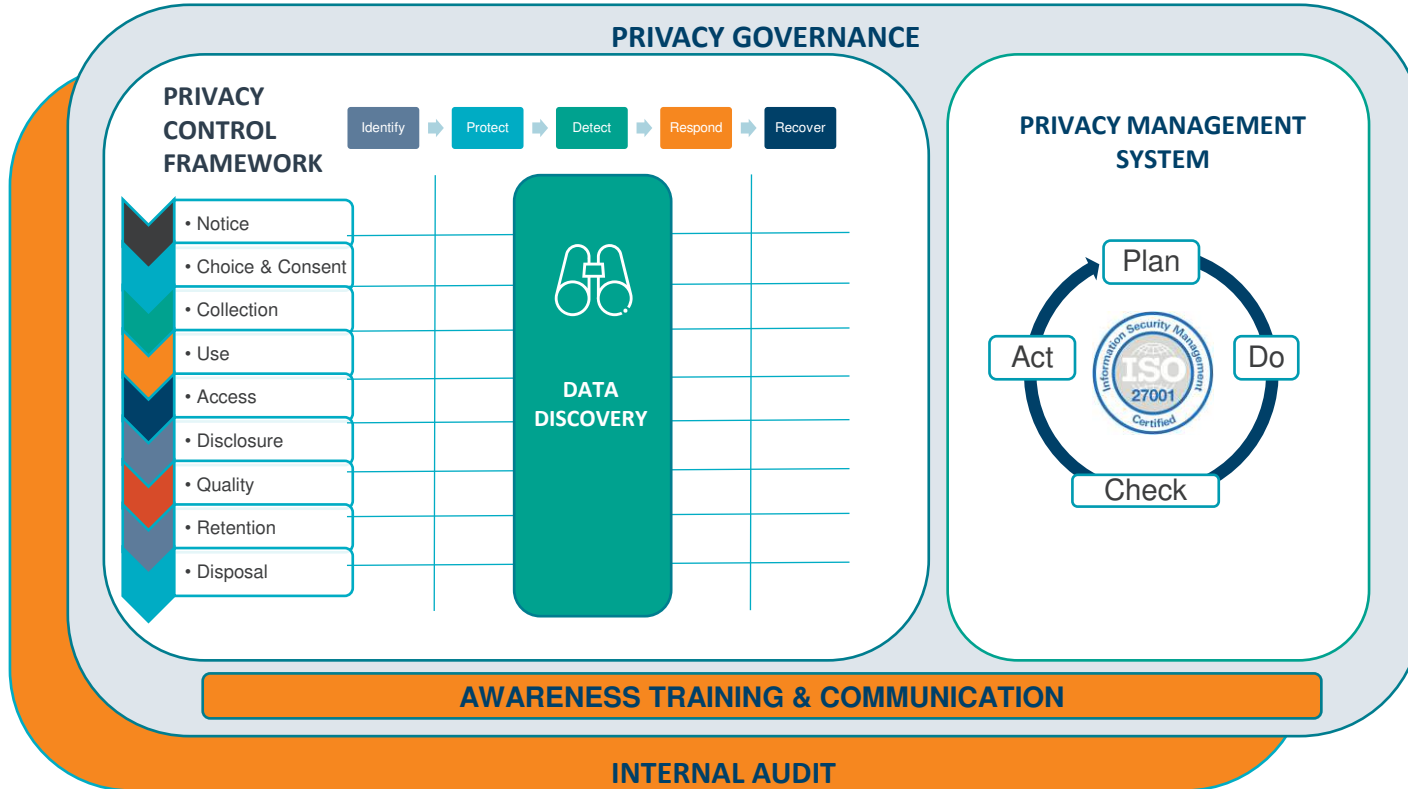 PRIVACY GOVERNANCE
PRIVACY
CONTROL
FRAMEWORK
Identify
Protect
Detect
Respond
Recover
• Notice
• Choice & Consent
• Collection
• Use
• Access
• Disclosure
• Quality
• Retention
• Disposal
DATA
DISCOVERY
PRIVACY MANAGEMENT
SYSTEM
Plan
Do
Check
Act
Information Security Management
ISO
27001
Certified
AWARENESS TRAINING & COMMUNICATION
INTERNAL AUDIT